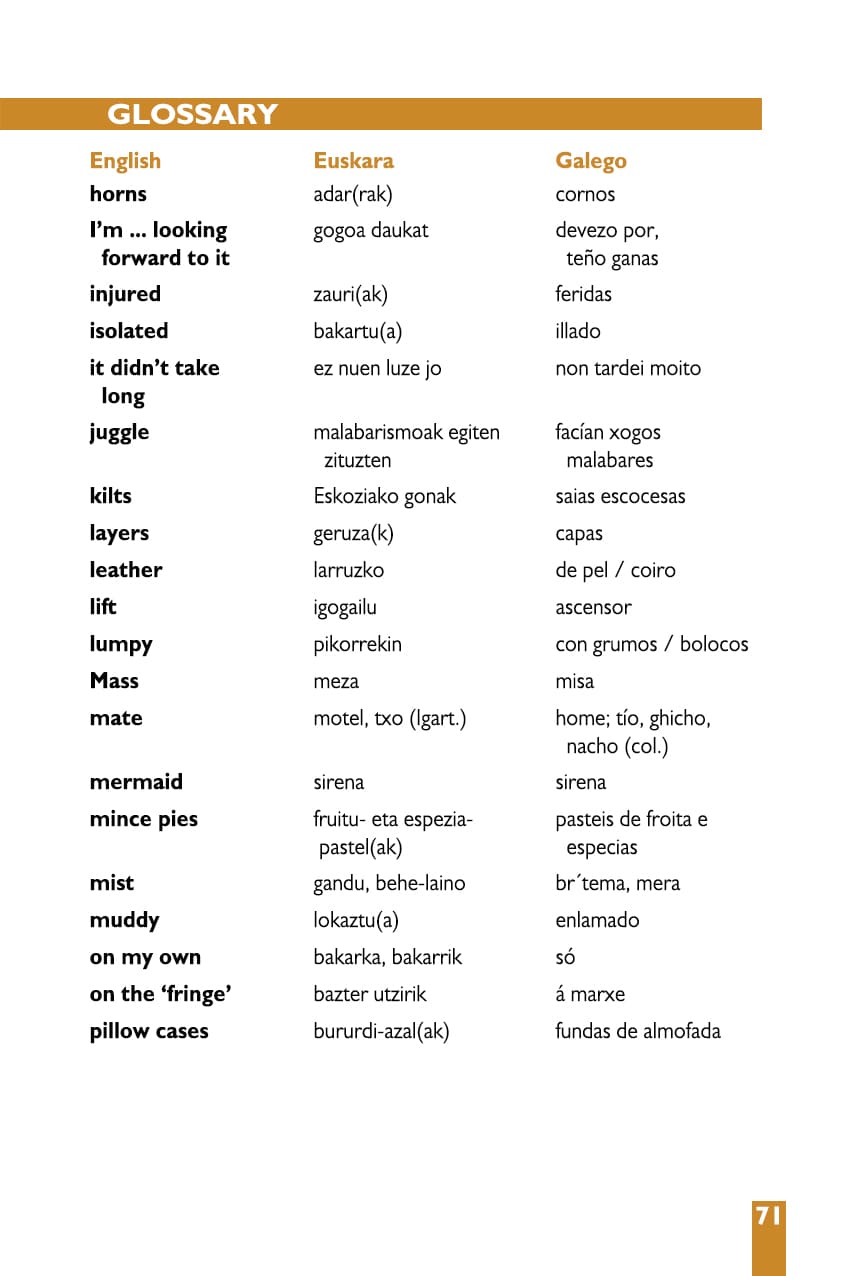 GLOSSARY
English Euskara Galego
horns adar(rak) cornos
I’m ... looking gogoa daukat devezo por,
forward to it teño ganas
injured zauri(ak) feridas
isolated bakartu(a) illado
it didn’t take ez nuen luze jo non tardei moito
long
juggle malabarismoak egiten facían xogos
zituzten malabares
kilts Eskoziako gonak saias escocesas
layers geruza(k) capas
leather larruzko de pel / coiro
lift igogailu ascensor
lumpy pikorrekin con grumos / bolocos
Mass meza misa
mate motel, txo (lgart.) home; tío, ghicho,
nacho (col.)
mermaid sirena sirena
mince pies fruitu- eta espezia- pasteis de froita e
pastel(ak) especias
mist gandu, behe-laino br´tema, mera
muddy lokaztu(a) enlamado
on my own bakarka, bakarrik só
on the ‘fringe’ bazter utzirik á marxe
pillow cases bururdi-azal(ak) fundas de almofada
71